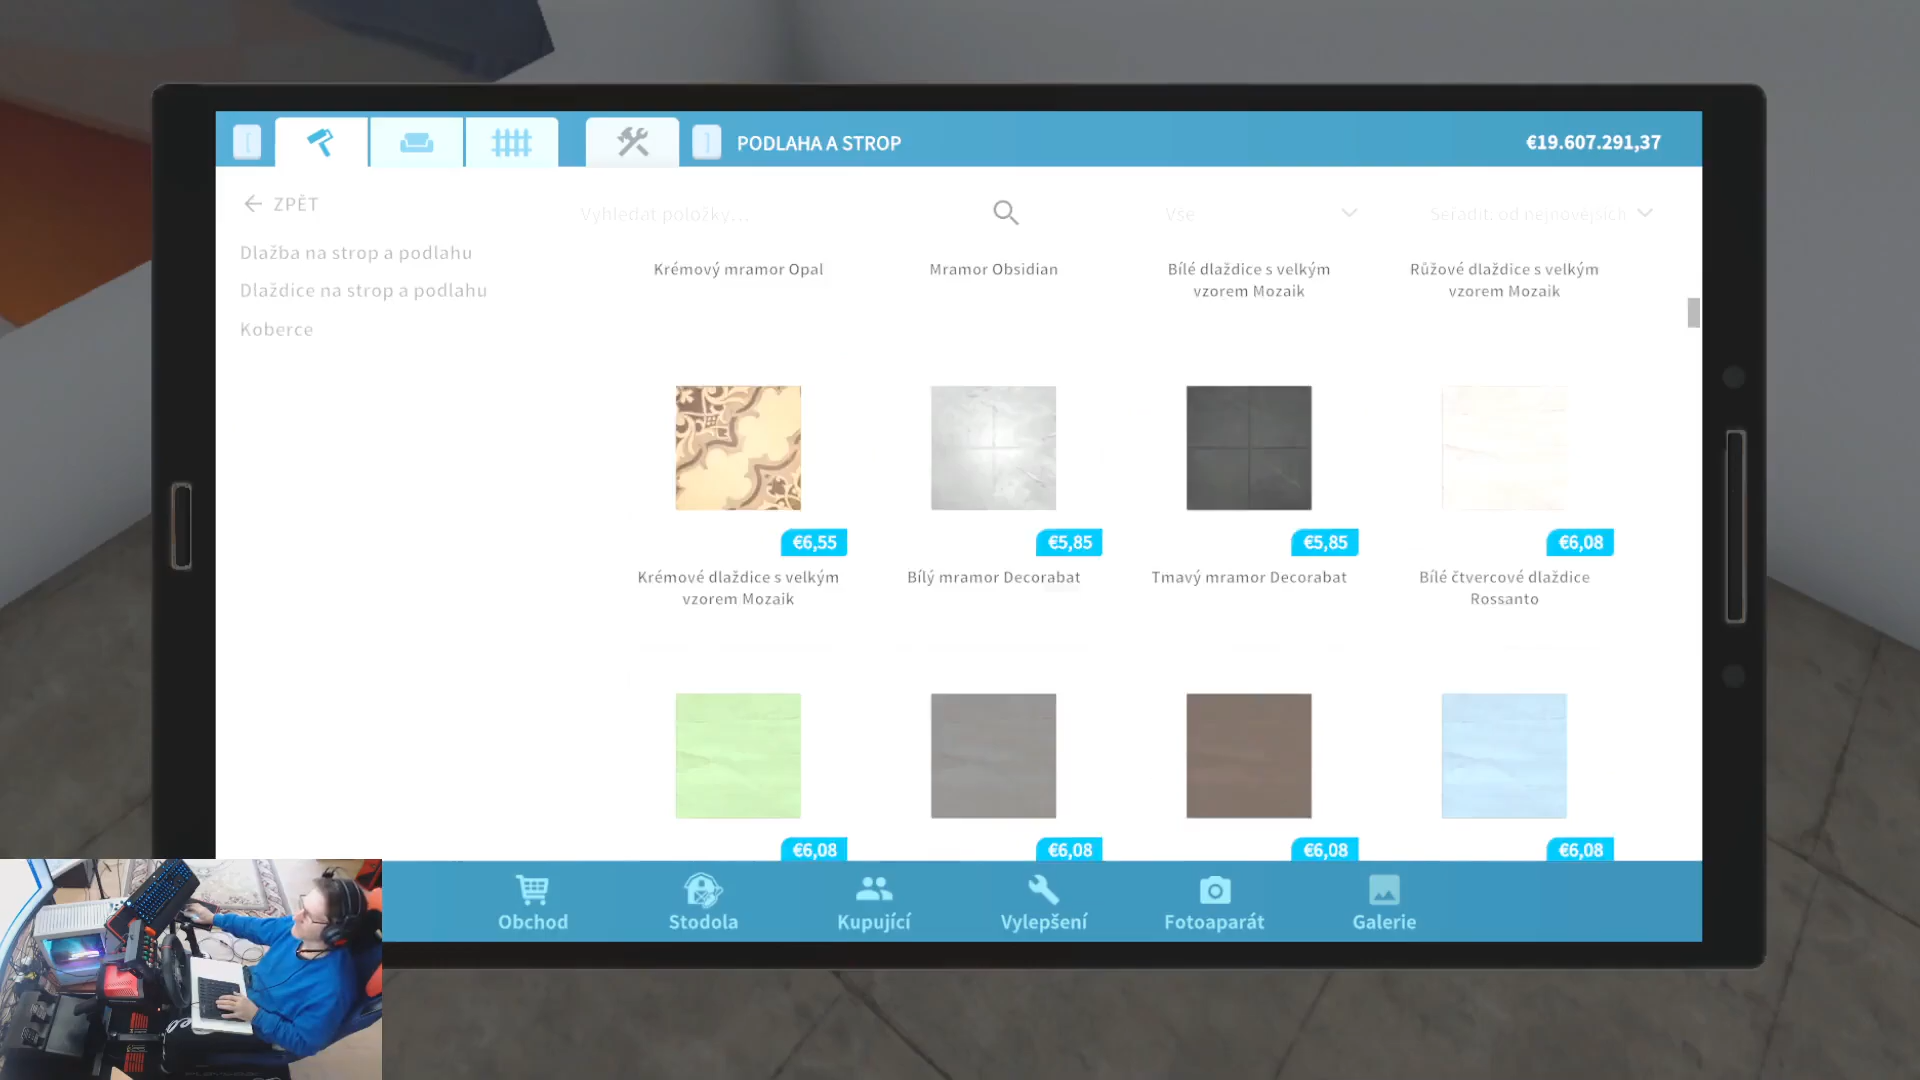 PODLAHA A STROP
€19.607.291,37
ZPĚT
Vyhledat položky...
Vše
Seřadit: od nejnovějších
Dlažba na strop a podlahu
Dlaždice na strop a podlahu
Koberce
Krémový mramor Opal
Mramor Obsidian
Bílé dlaždice s velkým
vzorem Mozaik
Růžové dlaždice s velkým
vzorem Mozaik
€6,55
€5,85
€5,85
€6,08
Krémové dlaždice s velkým
vzorem Mozaik
Bílý mramor Decorabat
Tmavý mramor Decorabat
Bílé čtvercové dlaždice
Rossanto
€6,08
€6,08
€6,08
€6,08
Obchod
Stodola
Kupující
Vylepšení
Fotoaparát
Galerie